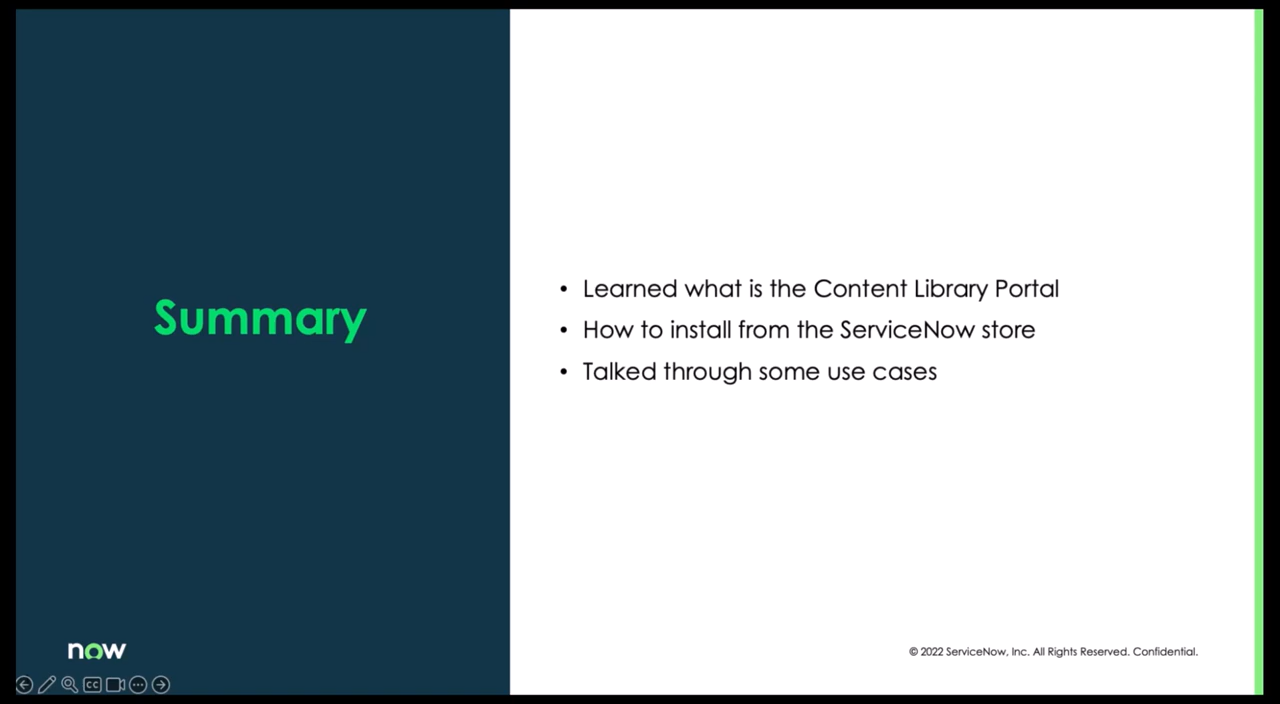 Summary
• Learned what is the Content Library Portal
• How to install from the ServiceNow store
• Talked through some use cases
now
© 2022 ServiceNow, Inc. All Rights Reserved. Confidential.
CC